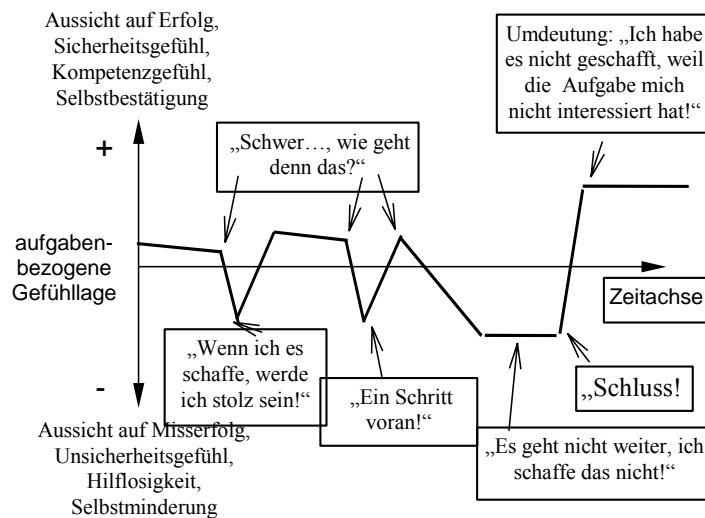 Aussicht auf Erfolg,
Sicherheitsgefühl,
Kompetenzgefühl,
Selbstbestätigung
Umdeutung: „Ich habe
es nicht geschafft, weil
die Aufgabe mich
nicht interessiert hat!“
+
„Schwer…, wie geht
denn das?“
aufgaben-
bezogene
Gefühllage
Zeitachse
„Wenn ich es
schaffe, werde
ich stolz sein!“
„Ein Schritt
voran!“
„Schluss!
-
„Es geht nicht weiter, ich
schaffe das nicht!“
Aussicht auf Misserfolg,
Unsicherheitsgefühl,
Hilflosigkeit,
Selbstminderung